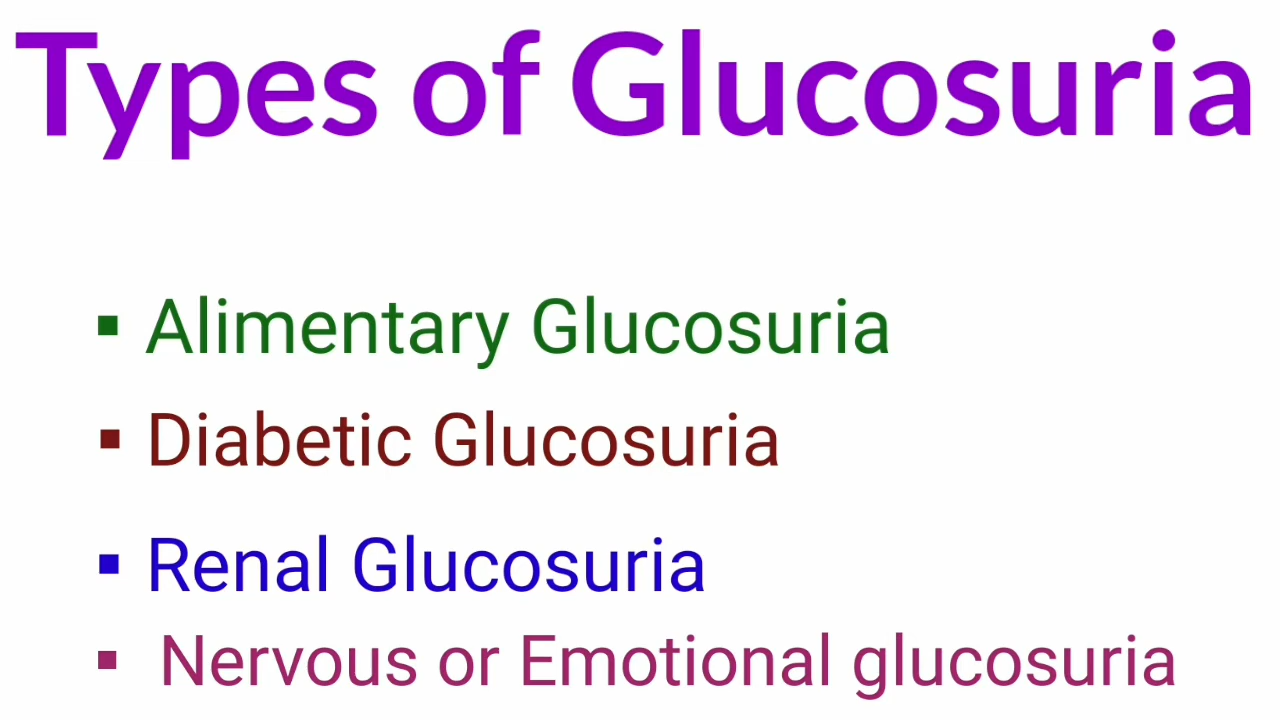 Types of Glucosuria
▪ Alimentary Glucosuria
▪ Diabetic Glucosuria
▪ Renal Glucosuria
▪ Nervous or Emotional glucosuria